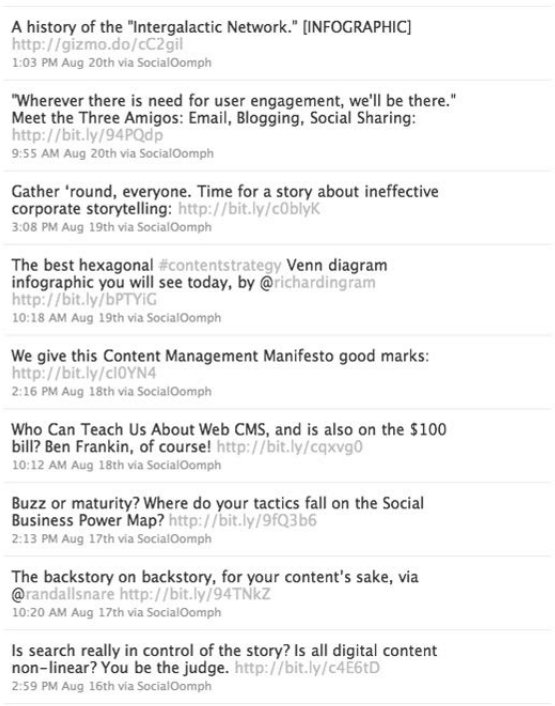 A history of the "Intergalactic Network." [INFOGRAPHIC]
http://gizmo.do/cC2gil
1:03 PM Aug 20th via SocialOomph
"Wherever there is need for user engagement, we'll be there."
Meet the Three Amigos: Email, Blogging, Social Sharing:
http://bit.ly/94PQdp
9:55 AM Aug 20th via SocialOomph
Gather ‘round, everyone. Time for a story about ineffective
corporate storytelling: http://bit.ly/c0blyK
3:08 PM Aug 19th via SocialOomph
The best hexagonal #contentstrategy Venn diagram
infographic you will see today, by @richardingram
http://bit.ly/bPTYiG
10:18 AM Aug 19th via SocialOomph
We give this Content Management Manifesto good marks:
http://bit.ly/cI0YN4
2:16 PM Aug 18th via SocialOomph
Who Can Teach Us About Web CMS, and is also on the $100
bill? Ben Frankin, of course! http://bit.ly/cqxvg0
10:12 AM Aug 18th via SocialOomph
Buzz or maturity? Where do your tactics fall on the Social
Business Power Map? http://bit.ly/9fQ3b6
2:13 PM Aug 17th via SocialOomph
The backstory on backstory, for your content's sake, via
@randallsnare http://bit.ly/94TNkZ
10:20 AM Aug 17th via SocialOomph
Is search really in control of the story? Is all digital content
non-linear? You be the judge. http://bit.ly/c4E6tD
2:59 PM Aug 16th via SocialOomph